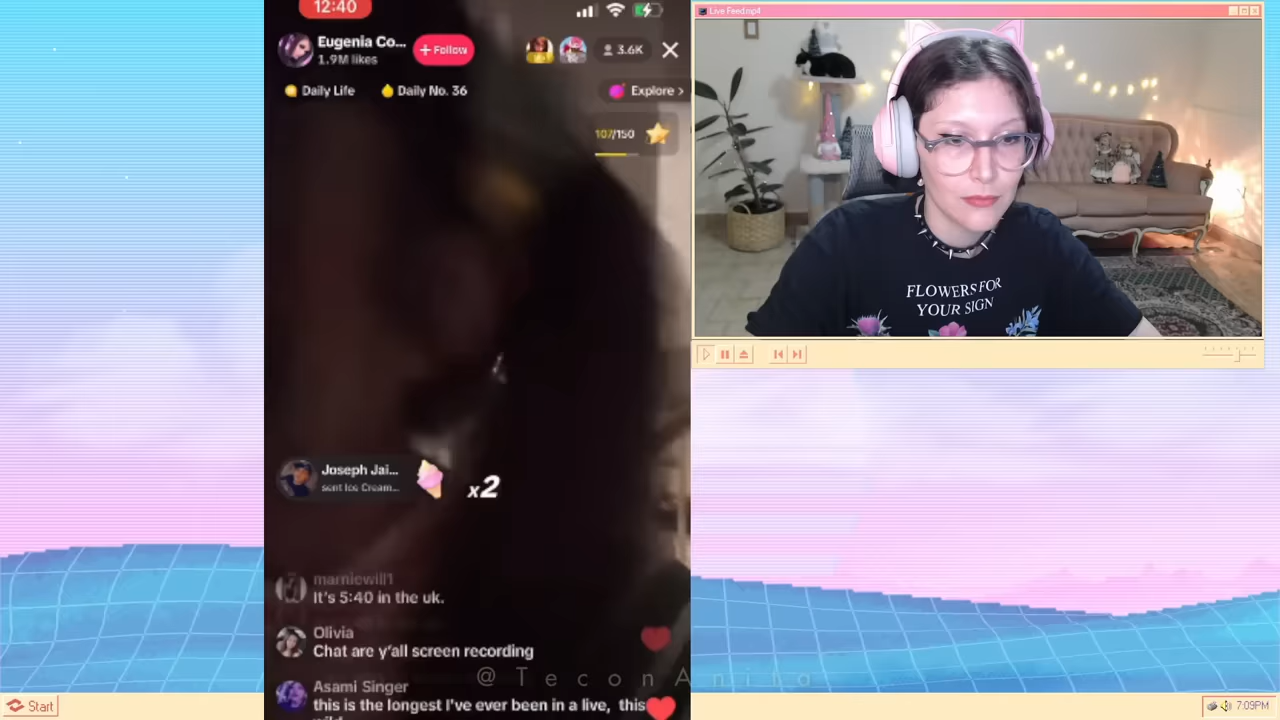 12:40
Eugenia Co...
+ Follow
1.9M likes
3.6K
Daily Life
Daily No. 36
Explore >
107/150
Joseph Jai...
sent Ice Cream...
x2
marniewill1
It's 5:40 in the uk.
Olivia
Chat are y'all screen recording
Asami Singer
this is the longest I've ever been in a live, this
@TeconAnita
Live Feed.mp4
FLOWERS FOR
YOUR SIGN
Start
7:09PM